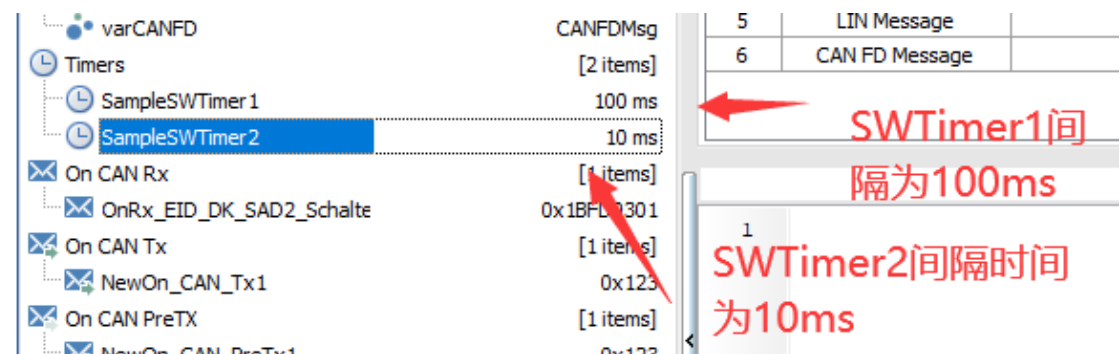 varCANFD CANFDMsg
Timers [2 items]
SampleSWTimer1 100 ms
SampleSWTimer2 10 ms
On CAN Rx [1 items]
OnRx_EID_DK_SAD2_Schalte
On CAN Tx [1 items]
NewOn_CAN_Tx1 0x123
On CAN PreTX [1 items]
NewOn_CAN_PreTx1 0x123
5 LIN Message
6 CAN FD Message
SWTimer1间
隔为100ms
1
SWTimer2间隔时间
为10ms